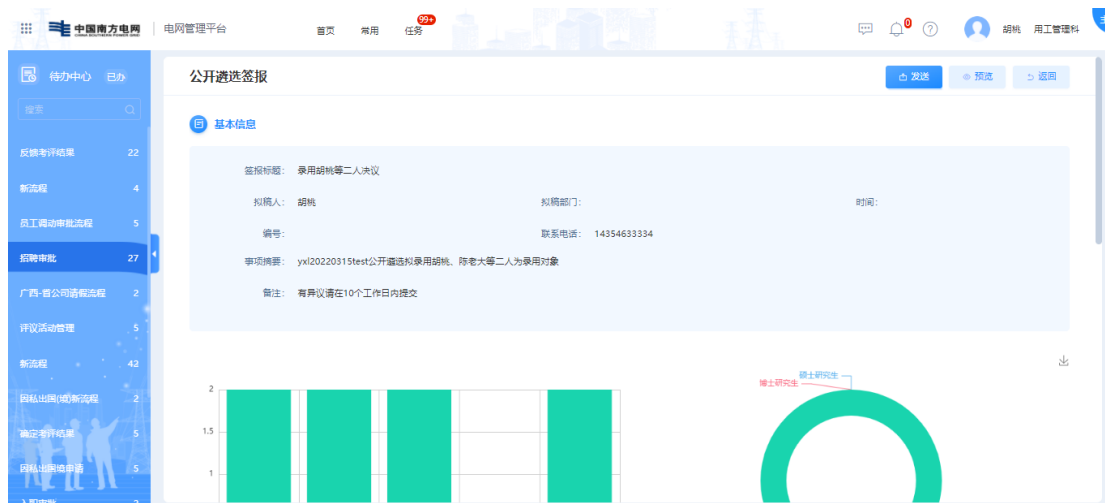 中国南方电网 电网管理平台 首页 常用 任务 99+ 0 胡桃 用工管理科
CHINA SOUTHERN POWER GRID
待办中心 已办
搜索
反馈考评结果 22
新流程 4
员工调动审批流程 5
招聘审批 27
广西-省公司请假流程 2
评议活动管理 5
新流程 42
因私出国(境)新流程 2
确定考评结果 5
因私出国境申请 5
入职审批 2
公开遴选签报 发送 预览 返回
基本信息
签报标题: 录用胡桃等二人决议
拟稿人: 胡桃 拟稿部门: 时间:
编号: 联系电话: 14354633334
事项摘要: yxl20220315test公开遴选拟录用胡桃、陈老大等二人为录用对象
备注: 有异议请在10个工作日内提交
2
1.5
1
硕士研究生
博士研究生